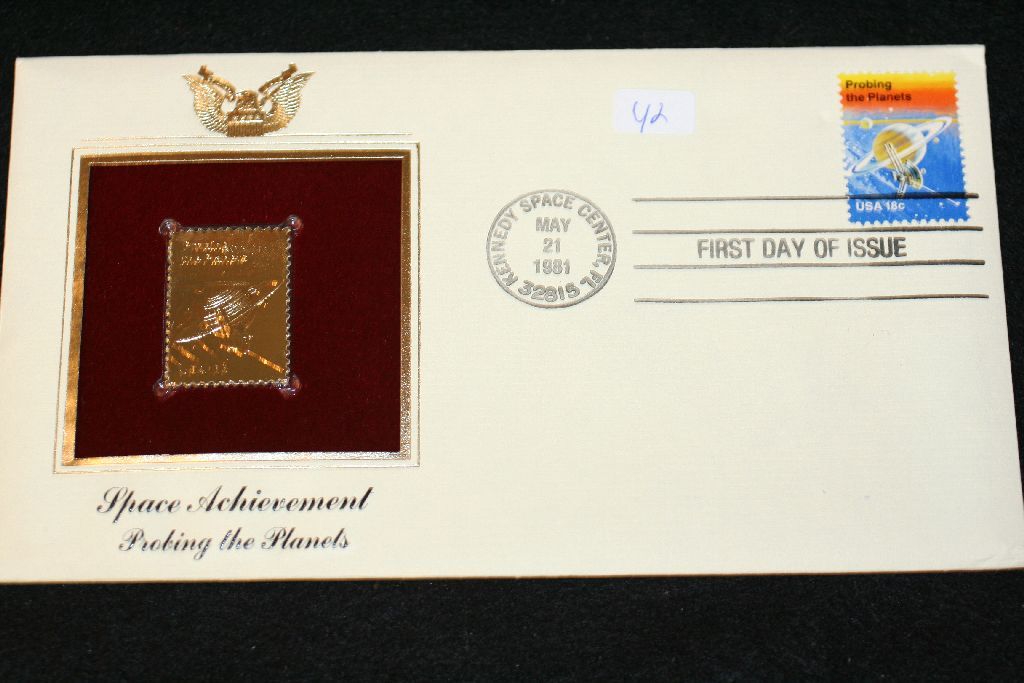 Y2
Probing
the Planets
USA 18c
KENNEDY SPACE CENTER, FL
MAY
21
1981
32815
FIRST DAY OF ISSUE
Space Achievement
Probing the Planets